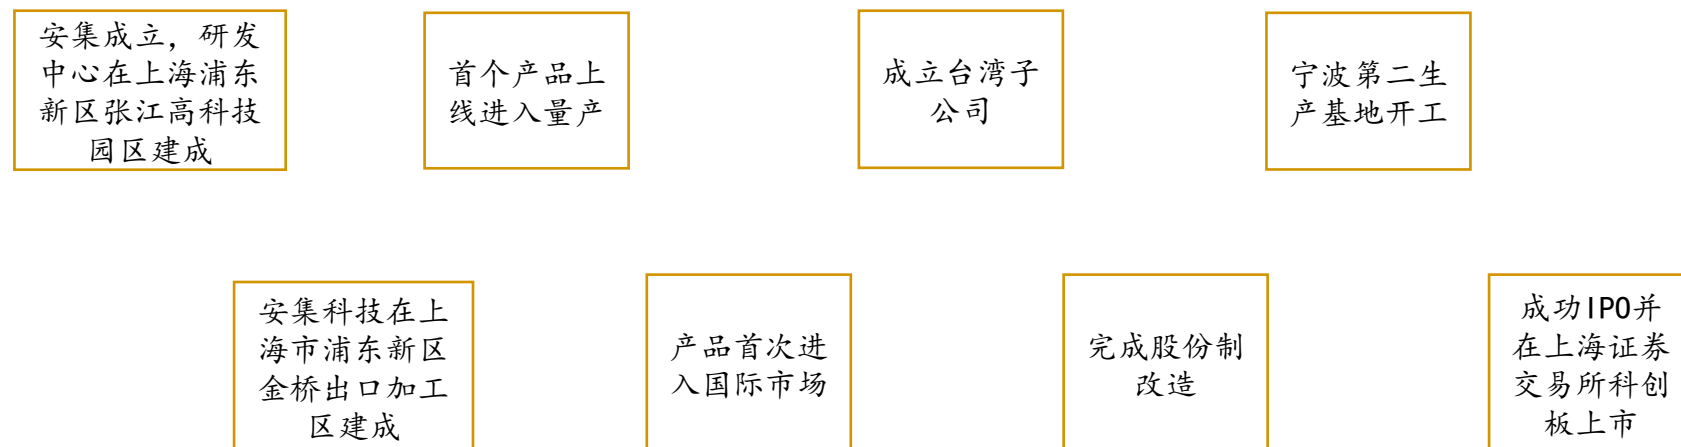 安集成立，研发
中心在上海浦东
新区张江高科技
园区建成
首个产品上
线进入量产
成立台湾子
公司
宁波第二生
产基地开工
安集科技在上
海市浦东新区
金桥出口加工
区建成
产品首次进
入国际市场
完成股份制
改造
成功IPO并
在上海证券
交易所科创
板上市